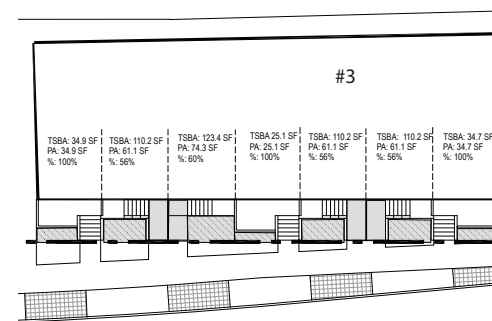 #3
TSBA: 34.9 SF
PA: 34.9 SF
%: 100%
TSBA: 110.2 SF
PA: 61.1 SF
%: 56%
TSBA: 123.4 SF
PA: 74.3 SF
%: 60%
TSBA 25.1 SF
PA: 25.1 SF
%: 100%
TSBA: 110.2 SF
PA: 61.1 SF
%: 56%
TSBA: 110.2 SF
PA: 61.1 SF
%: 56%
TSBA: 34.7 SF
PA: 34.7 SF
%: 100%